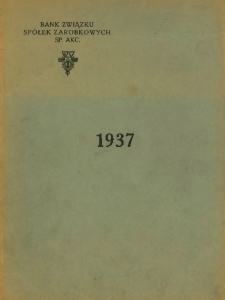 BANK ZWIĄZKU
SPÓŁEK ZAROBKOWYCH
SP. AKC.
1937